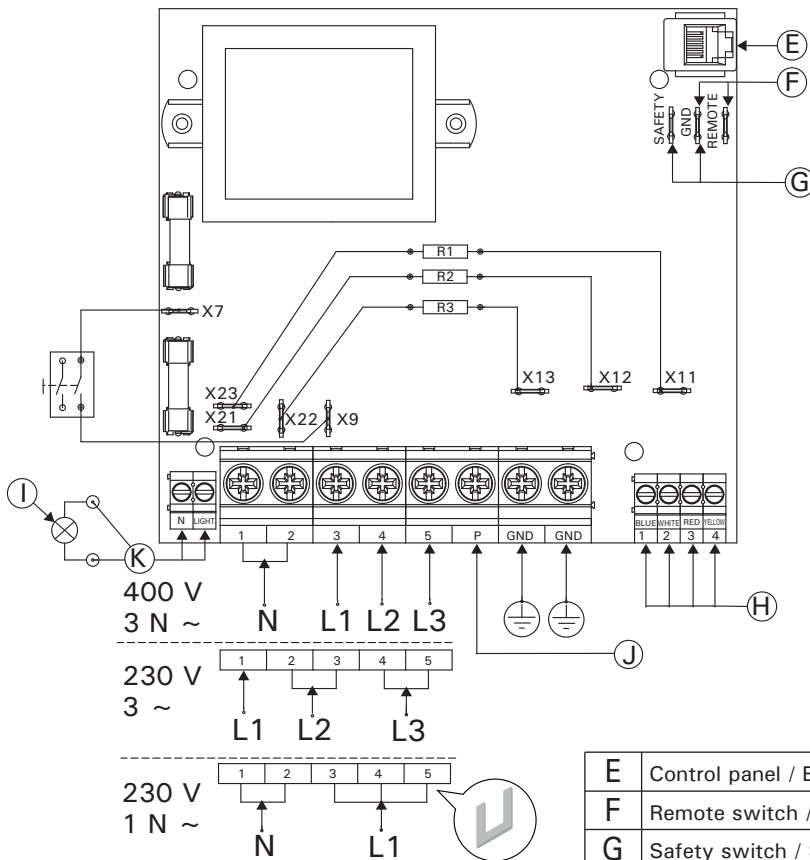 E
F
SAFETY
GND
REMOTE
G
R1
R2
R3
X7
X23
X21
X22
X9
X13
X12
X11
I
N LIGHT
K
1 2 3 4 5 P GND GND
BLUE WHITE RED YELLOW
1 2 3 4
H
J
400 V
3 N ~
N L1 L2 L3
1 2 3 4 5
230 V
3 ~
L1 L2 L3
1 2 3 4 5
230 V
1 N ~
N L1
E Control panel /
F Remote switch /
G Safety switch /